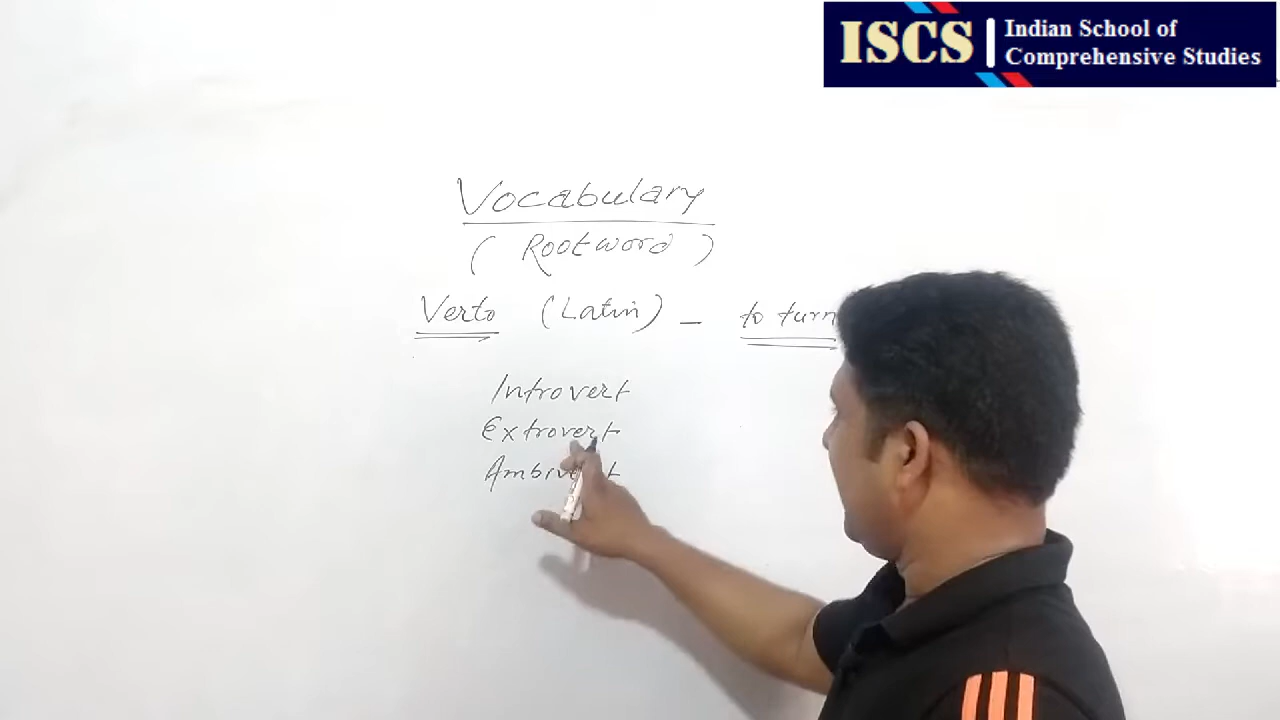 ISCS
Indian School of
Comprehensive Studies
Vocabulary
( Rootword )
Verto (Latin) - to turn
Introvert
Extrovert